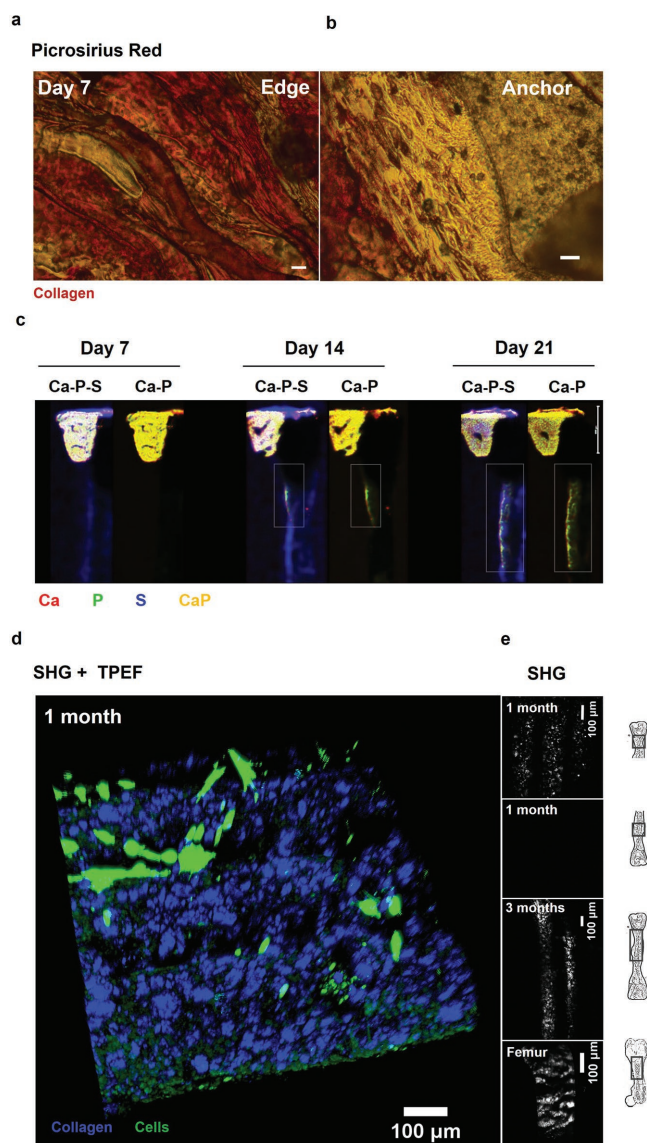 a
b
Picrosirius Red
Day 7
Edge
Anchor
Collagen
c
Day 7
Day 14
Day 21
Ca-P-S
Ca-P
Ca-P-S
Ca-P
Ca-P-S
Ca-P
Ca
P
S
CaP
d
e
SHG + TPEF
SHG
1 month
100 µm
Collagen
Cells
1 month
100 µm
1 month
3 months
100 µm
Femur
100 µm